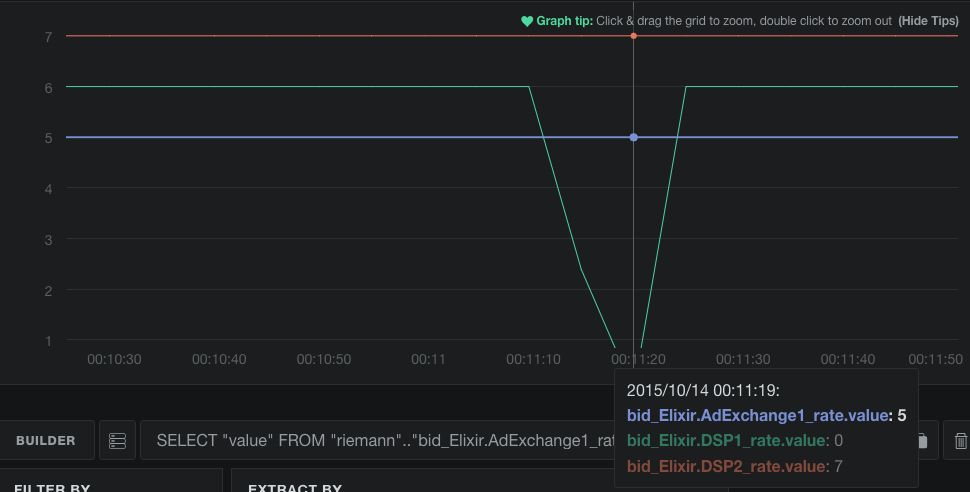 Graph tip: Click & drag the grid to zoom, double click to zoom out (Hide Tips)
7
6
5
4
3
2
1
00:10:30 00:10:40 00:10:50 00:11 00:11:10 00:11:20 00:11:30 00:11:40 00:11:50
2015/10/14 00:11:19:
bid_Elixir.AdExchange1_rate.value: 5
bid_Elixir.DSP1_rate.value: 0
bid_Elixir.DSP2_rate.value: 7
BUILDER
SELECT "value" FROM "riemann".."bid_Elixir.AdExchange1_rat
FILTER BY
EXTRACT BY